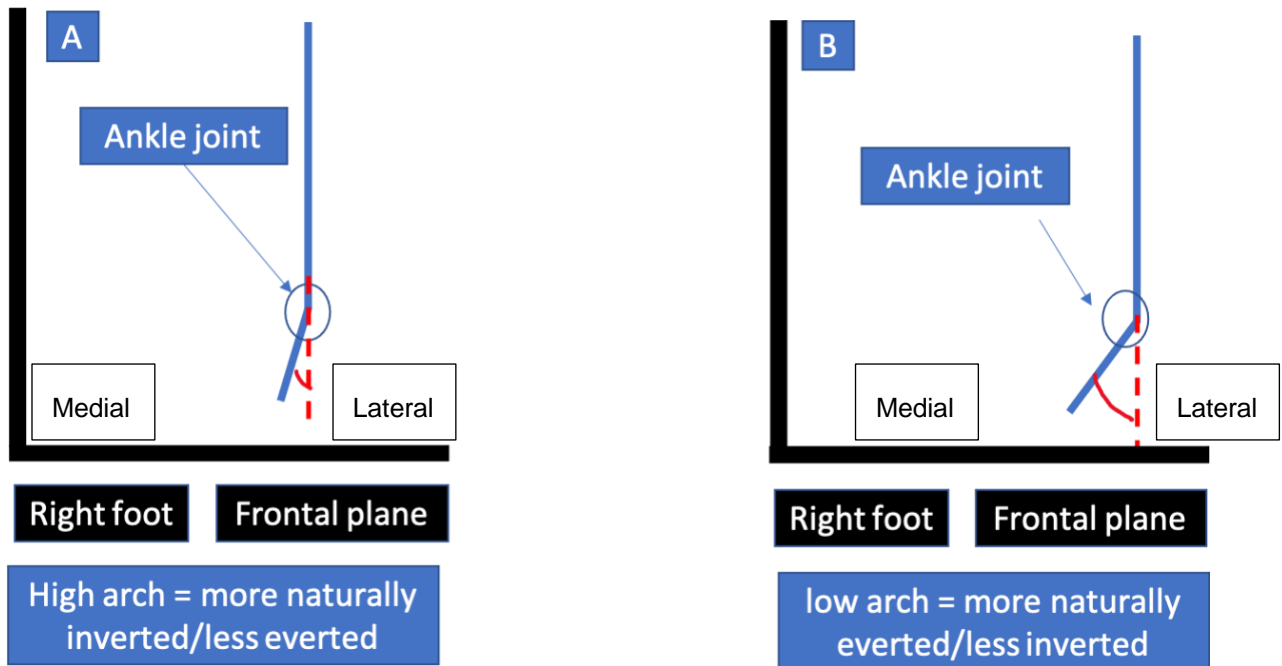 A
Ankle joint
Medial
Lateral
Right foot
Frontal plane
High arch = more naturally
inverted/less everted
B
Ankle joint
Medial
Lateral
Right foot
Frontal plane
low arch = more naturally
everted/less inverted